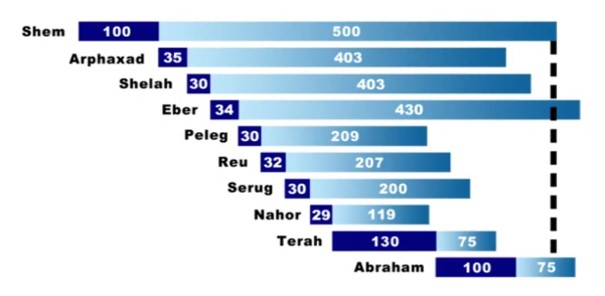 Shem 100 500
Arphaxad 35 403
Shelah 30 403
Eber 34 430
Peleg 30 209
Reu 32 207
Serug 30 200
Nahor 29 119
Terah 130 75
Abraham 100 75